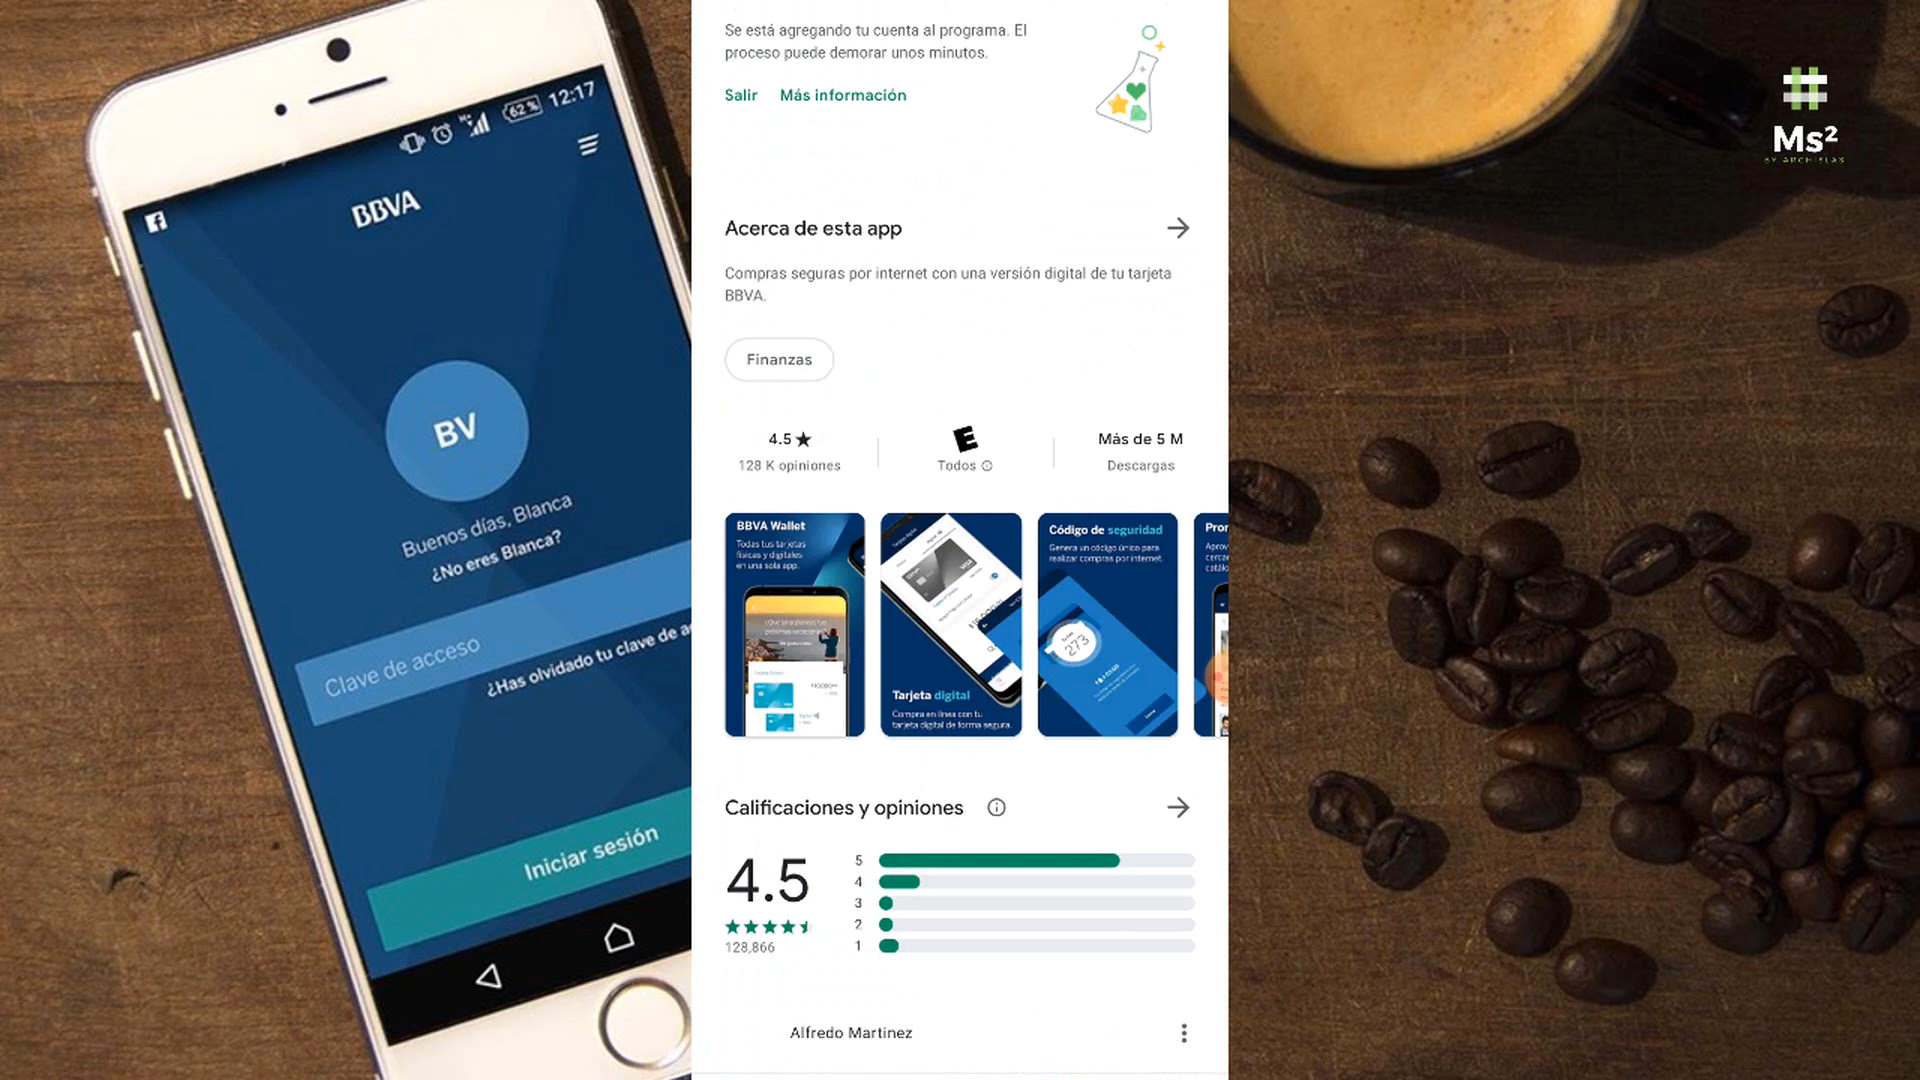 62%
12:17
BBVA
BV
Buenos días, Blanca
¿No eres Blanca?
Clave de acceso
¿Has olvidado tu clave de
Iniciar sesión
Se está agregando tu cuenta al programa. El
proceso puede demorar unos minutos.
Salir
Más información
Acerca de esta app
Compras seguras por internet con una versión digital de tu tarjeta
BBVA.
Finanzas
4.5★
128 K opiniones
E
Todos
Más de 5 M
Descargas
BBVA Wallet
Todas tus tarjetas
físicas y digitales
en una sola app.
Tarjeta digital
Compra en línea con tu
tarjeta digital de forma segura.
VISA
Código de seguridad
Genera un código único para
realizar compras por internet.
273
Calificaciones y opiniones
4.5
128,866
5
4
3
2
1
Alfredo Martinez
Ms²
BY ARCHISLAS